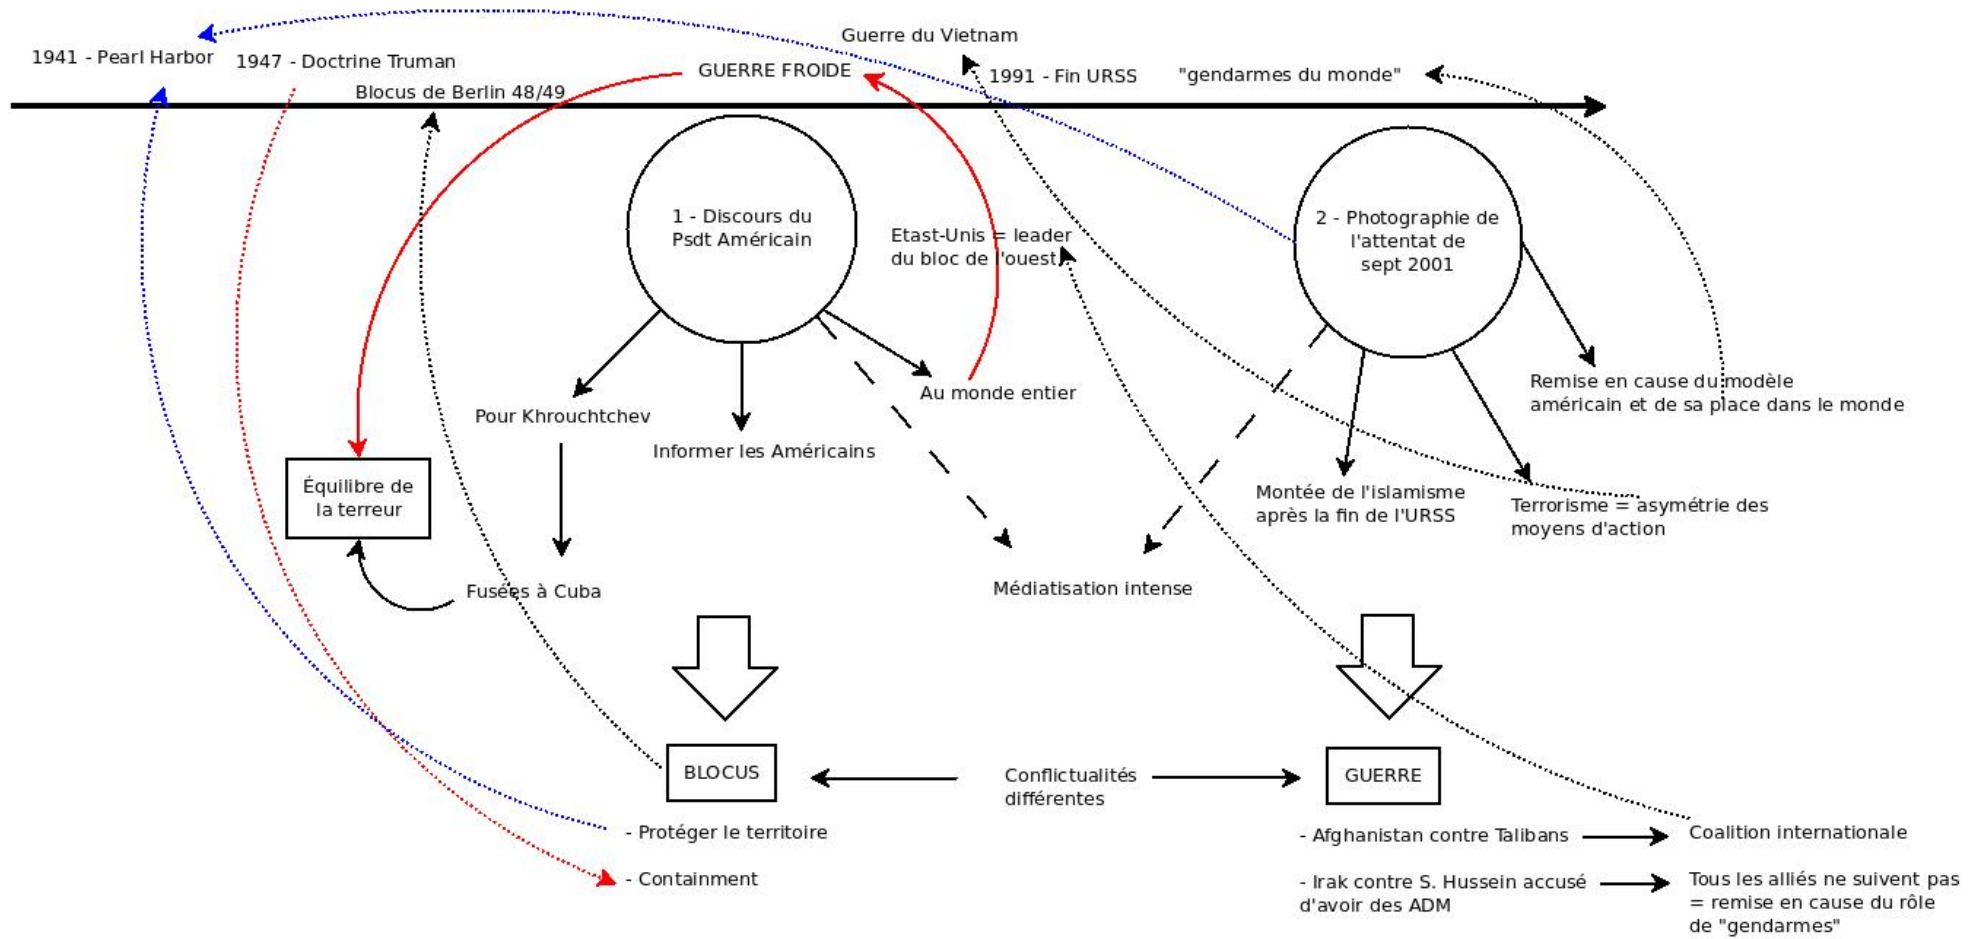 Guerre du Vietnam
1941 - Pearl Harbor
1947 - Doctrine Truman
GUERRE FROIDE
1991 - Fin URSS
"gendarmes du monde"
Blocus de Berlin 48/49
1 - Discours du
Psdt Américain
Etast-Unis = leader
du bloc de l'ouest
2 - Photographie de
l'attentat de
sept 2001
Pour Khrouchtchev
Informer les Américains
Au monde entier
Remise en cause du modèle
américain et de sa place dans le monde
Équilibre de
la terreur
Montée de l'islamisme
après la fin de l'URSS
Terrorisme = asymétrie des
moyens d'action
Fusées à Cuba
Médiatisation intense
BLOCUS
Conflictualités
différentes
GUERRE
- Protéger le territoire
- Containment
- Afghanistan contre Talibans
Coalition internationale
- Irak contre S. Hussein accusé
d'avoir des ADM
Tous les alliés ne suivent pas
= remise en cause du rôle
de "gendarmes"